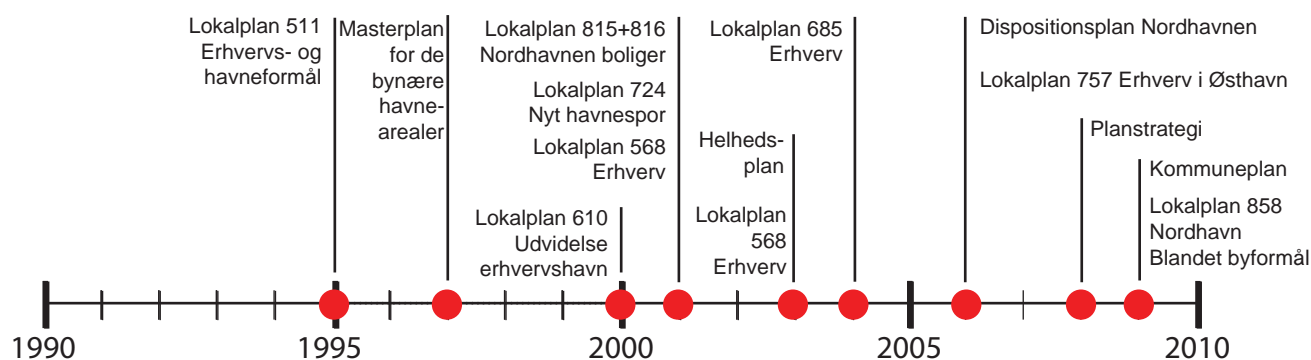 Lokalplan 511
Erhvervs- og
havneformål
Masterplan
for de
bynære
havne-
arealer
Lokalplan 815+816
Nordhavnen boliger
Lokalplan 724
Nyt havnespor
Lokalplan 568
Erhverv
Lokalplan 610
Udvidelse
erhvervshavn
Lokalplan 685
Erhverv
Helheds-
plan
Lokalplan
568
Erhverv
Dispositionsplan Nordhavnen
Lokalplan 757 Erhverv i Østhavn
Planstrategi
Kommuneplan
Lokalplan 858
Nordhavn
Blandet byformål
1990
1995
2000
2005
2010